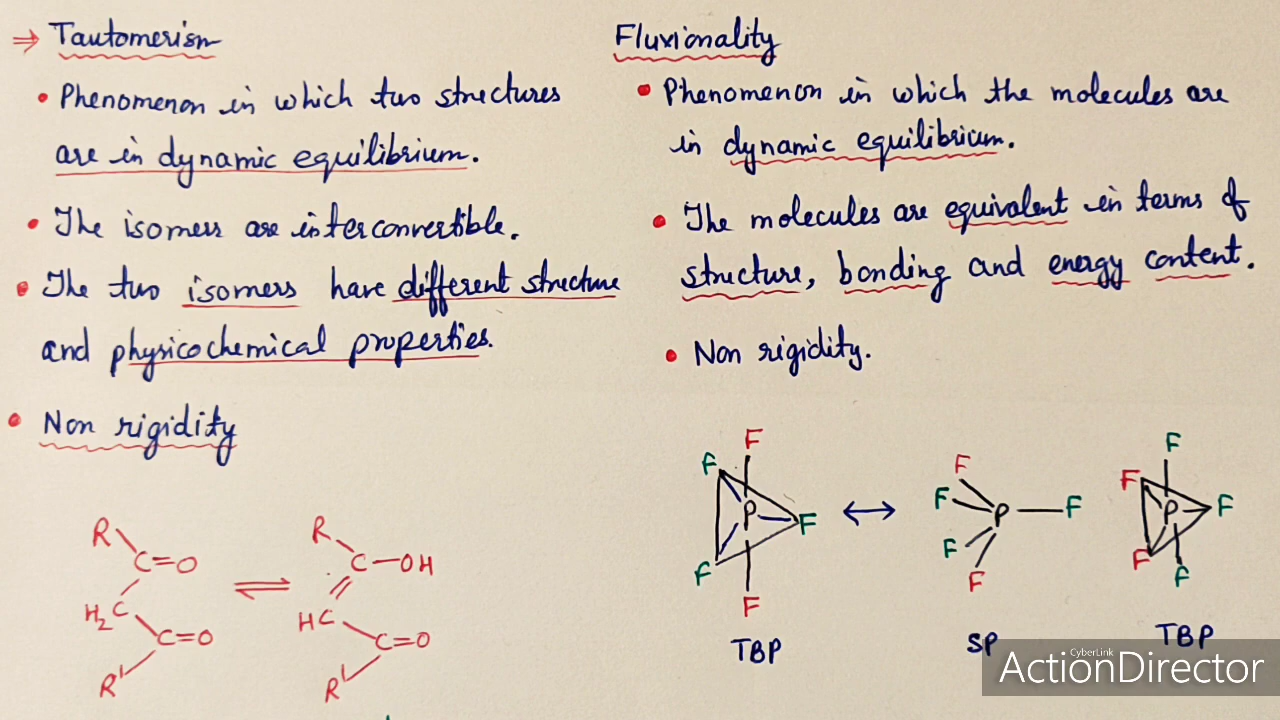 ⇒ Tautomerism
• Phenomenon in which two structures
are in dynamic equilibrium.
• The isomers are interconvertible.
• The two isomers have different structure
and physicochemical properties.
• Non rigidity
R
C=O
H₂C
C=O
R'
⇌
R
C-OH
HC
C=O
R'
Fluxionality
• Phenomenon in which the molecules are
in dynamic equilibrium.
• The molecules are equivalent in terms of
structure, bonding and energy content.
• Non rigidity.
F
F
P
F
F
F
TBP
↔
F
F
P F
F
F
SP
F
F
P F
F
F
TBP
CyberLink
ActionDirector